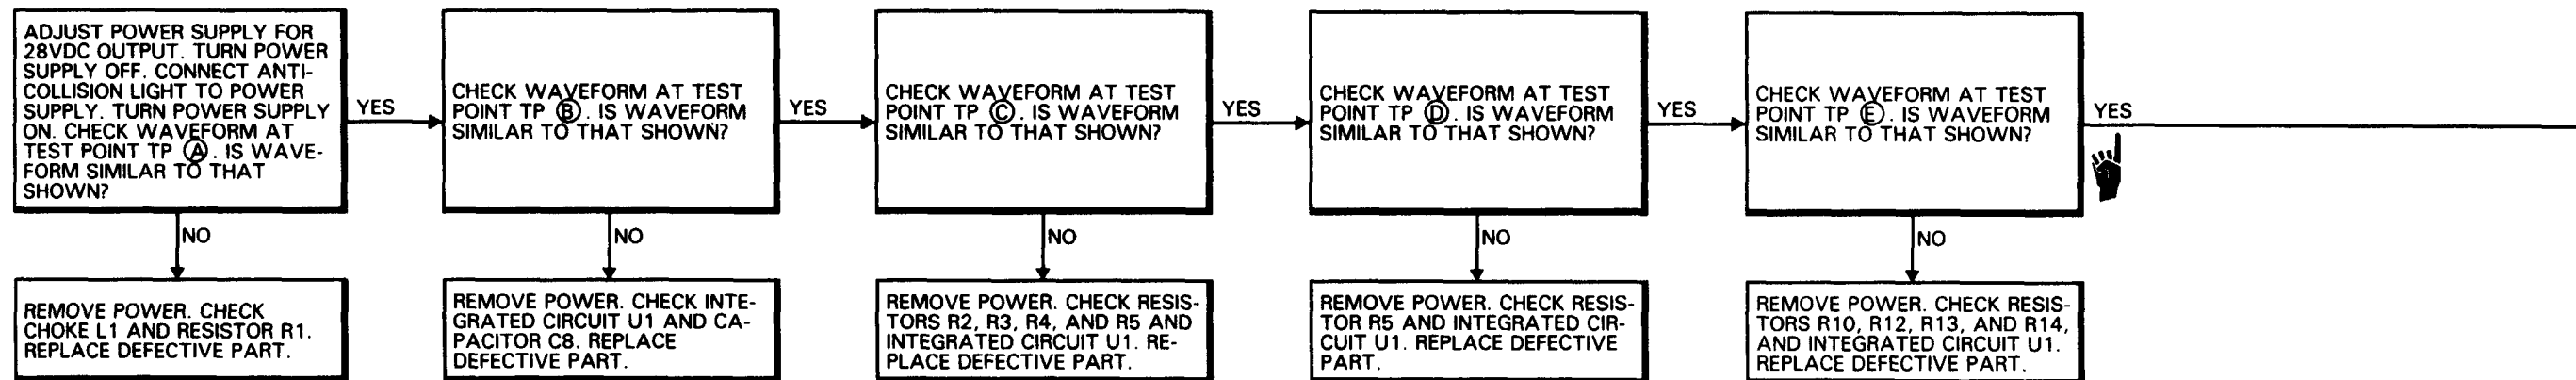 ADJUST POWER SUPPLY FOR
28VDC OUTPUT. TURN POWER
SUPPLY OFF. CONNECT ANTI-
COLLISION LIGHT TO POWER
SUPPLY. TURN POWER SUPPLY
ON. CHECK WAVEFORM AT
TEST POINT TP Ⓐ. IS WAVE-
FORM SIMILAR TO THAT
SHOWN?
YES
CHECK WAVEFORM AT TEST
POINT TP Ⓑ. IS WAVEFORM
SIMILAR TO THAT SHOWN?
YES
CHECK WAVEFORM AT TEST
POINT TP Ⓒ. IS WAVEFORM
SIMILAR TO THAT SHOWN?
YES
CHECK WAVEFORM AT TEST
POINT TP Ⓓ. IS WAVEFORM
SIMILAR TO THAT SHOWN?
YES
CHECK WAVEFORM AT TEST
POINT TP Ⓔ. IS WAVEFORM
SIMILAR TO THAT SHOWN?
YES
NO
NO
NO
NO
NO
REMOVE POWER. CHECK
CHOKE L1 AND RESISTOR R1.
REPLACE DEFECTIVE PART.
REMOVE POWER. CHECK INTE-
GRATED CIRCUIT U1 AND CA-
PACITOR C8. REPLACE
DEFECTIVE PART.
REMOVE POWER. CHECK RESIS-
TORS R2, R3, R4, AND R5 AND
INTEGRATED CIRCUIT U1. RE-
PLACE DEFECTIVE PART.
REMOVE POWER. CHECK RESIS-
TOR R5 AND INTEGRATED CIR-
CUIT U1. REPLACE DEFECTIVE
PART.
REMOVE POWER. CHECK RESIS-
TORS R10, R12, R13, AND R14,
AND INTEGRATED CIRCUIT U1.
REPLACE DEFECTIVE PART.